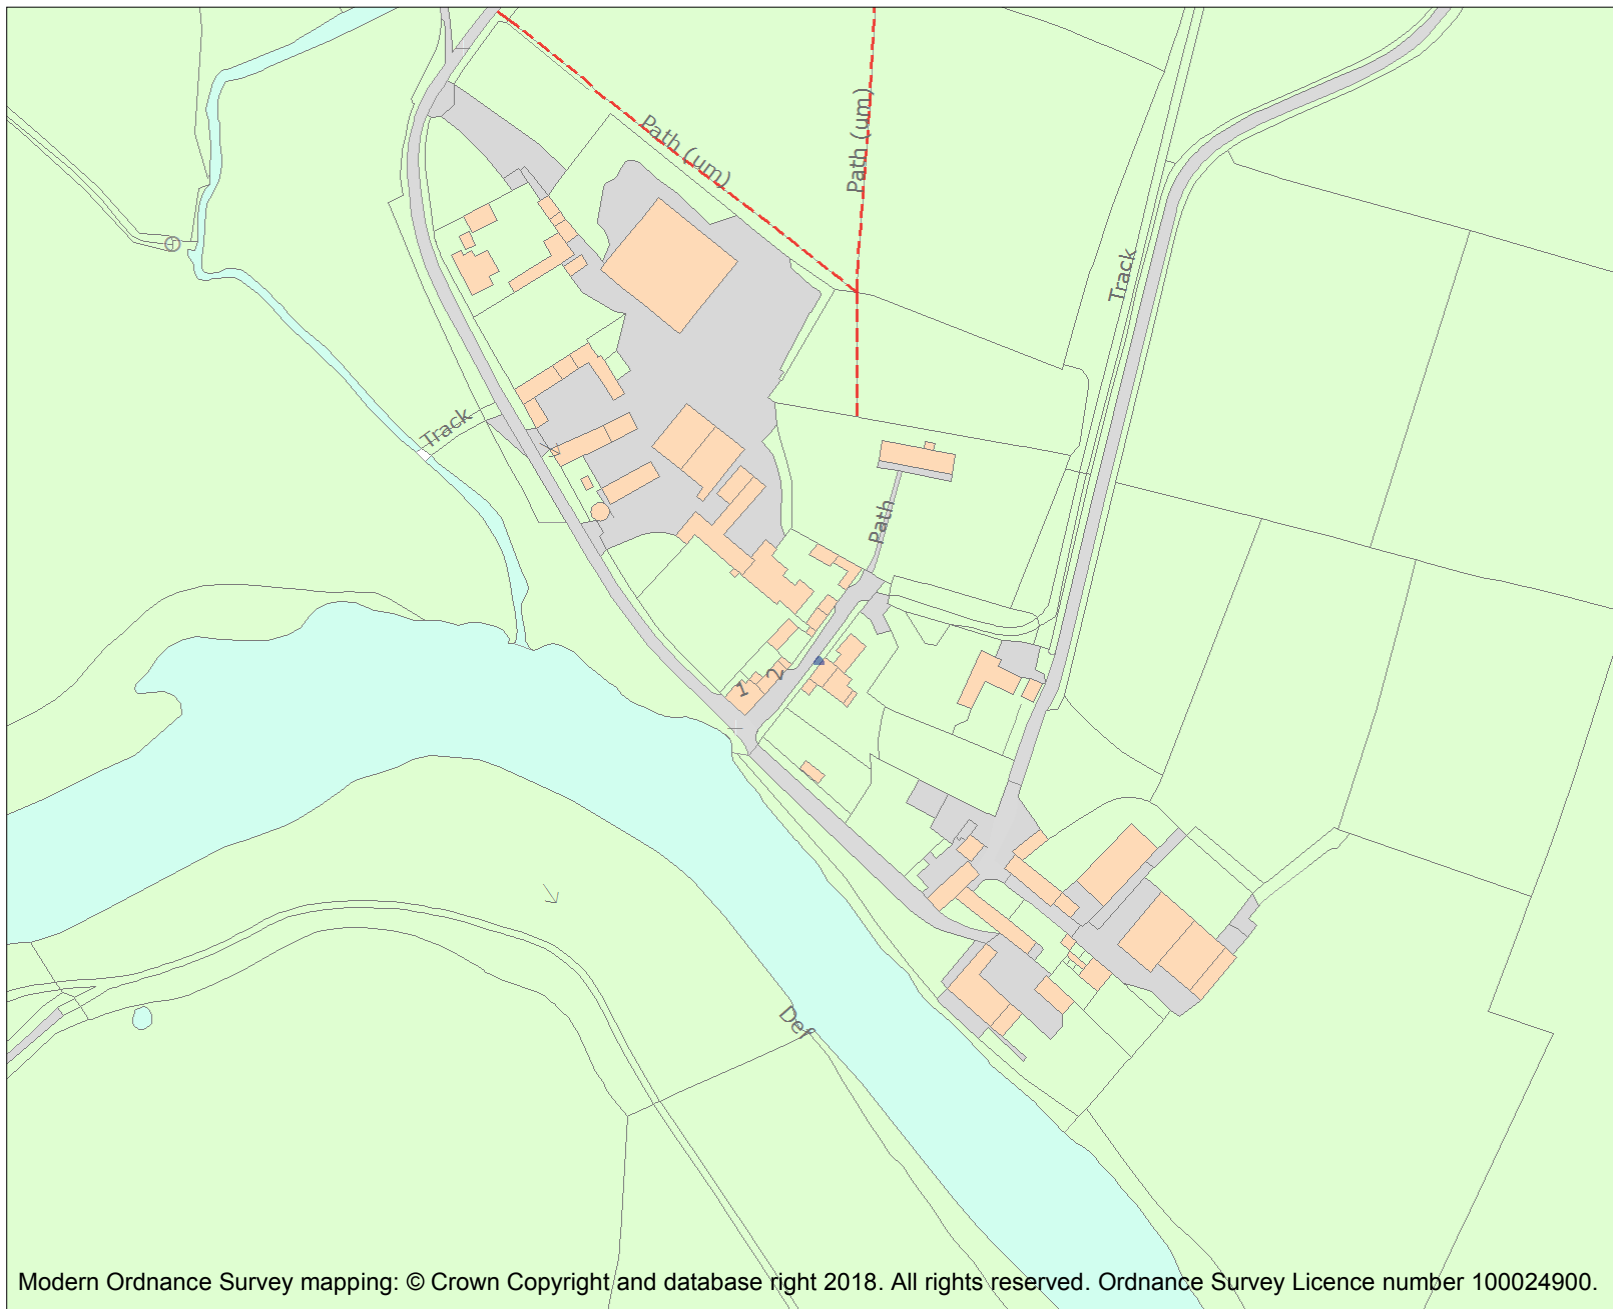 Path (um)
Path (um)
Track
Track
Path
1
2
Def
Modern Ordnance Survey mapping: © Crown Copyright and database right 2018. All rights reserved. Ordnance Survey Licence number 100024900.